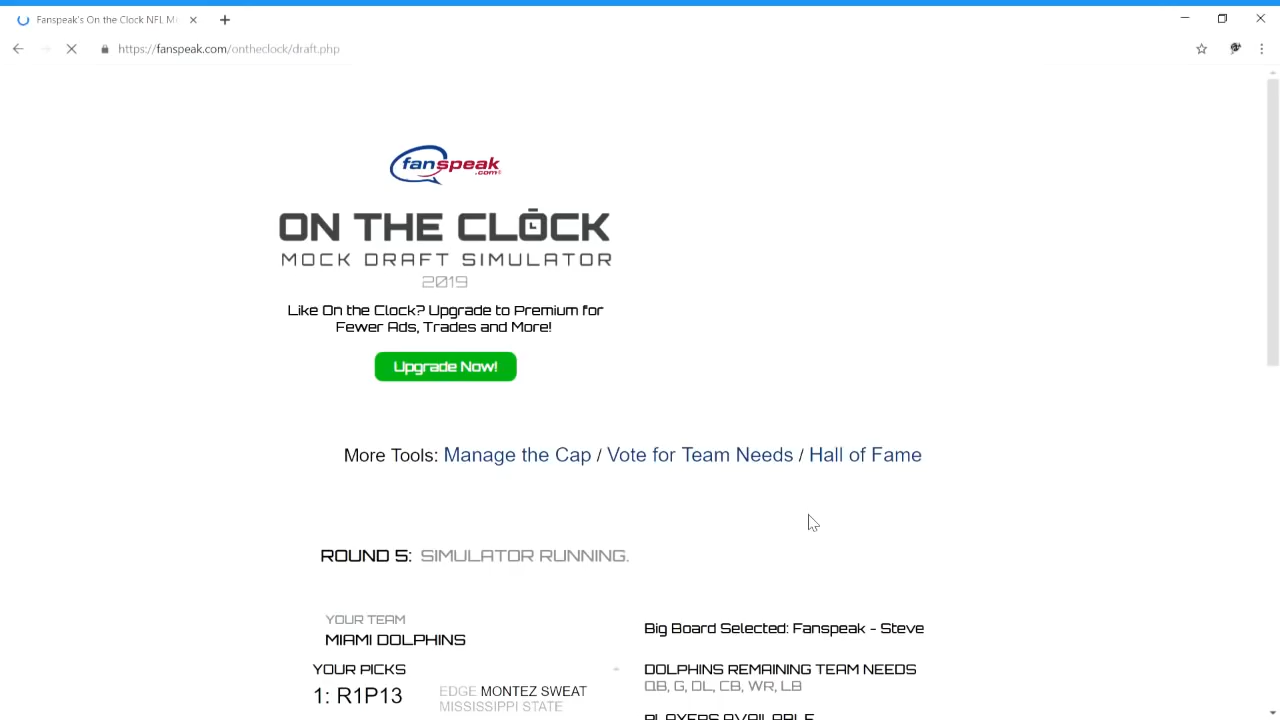 Fanspeak's On the Clock NFL M
https://fanspeak.com/ontheclock/draft.php
fanspeak
.com
ON THE CLOCK
MOCK DRAFT SIMULATOR
2019
Like On the Clock? Upgrade to Premium for
Fewer Ads, Trades and More!
Upgrade Now!
More Tools: Manage the Cap / Vote for Team Needs / Hall of Fame
ROUND 5: SIMULATOR RUNNING.
YOUR TEAM
MIAMI DOLPHINS
Big Board Selected: Fanspeak - Steve
YOUR PICKS
DOLPHINS REMAINING TEAM NEEDS
QB, G, DL, CB, WR, LB
1: R1P13
EDGE MONTEZ SWEAT
MISSISSIPPI STATE
PLAYERS AVAILABLE